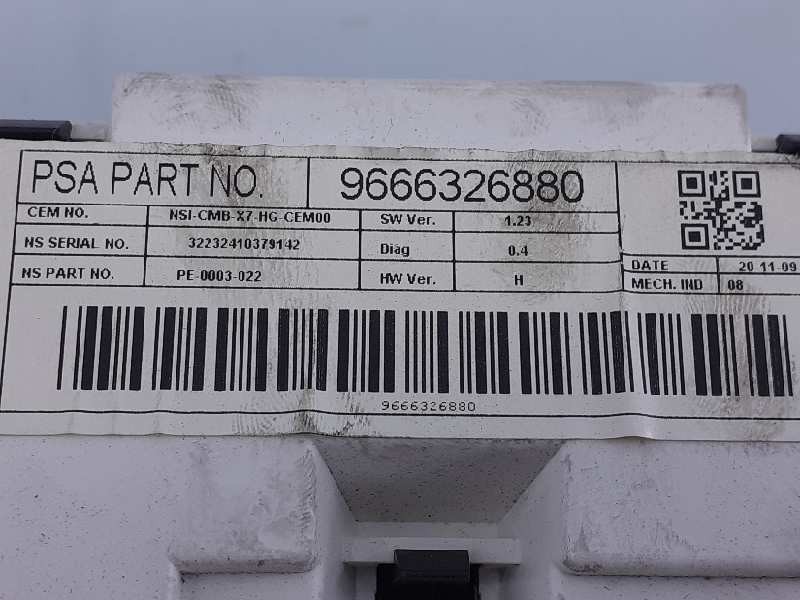 PSA PART NO. 9666326880
CEM NO. NSI-CMB-X7-HG-CEM00 SW Ver. 1.23
NS SERIAL NO. 32232410379142 Diag 0.4
NS PART NO. PE-0003-022 HW Ver. H
DATE 20 11 09
MECH. IND 08
9666326880